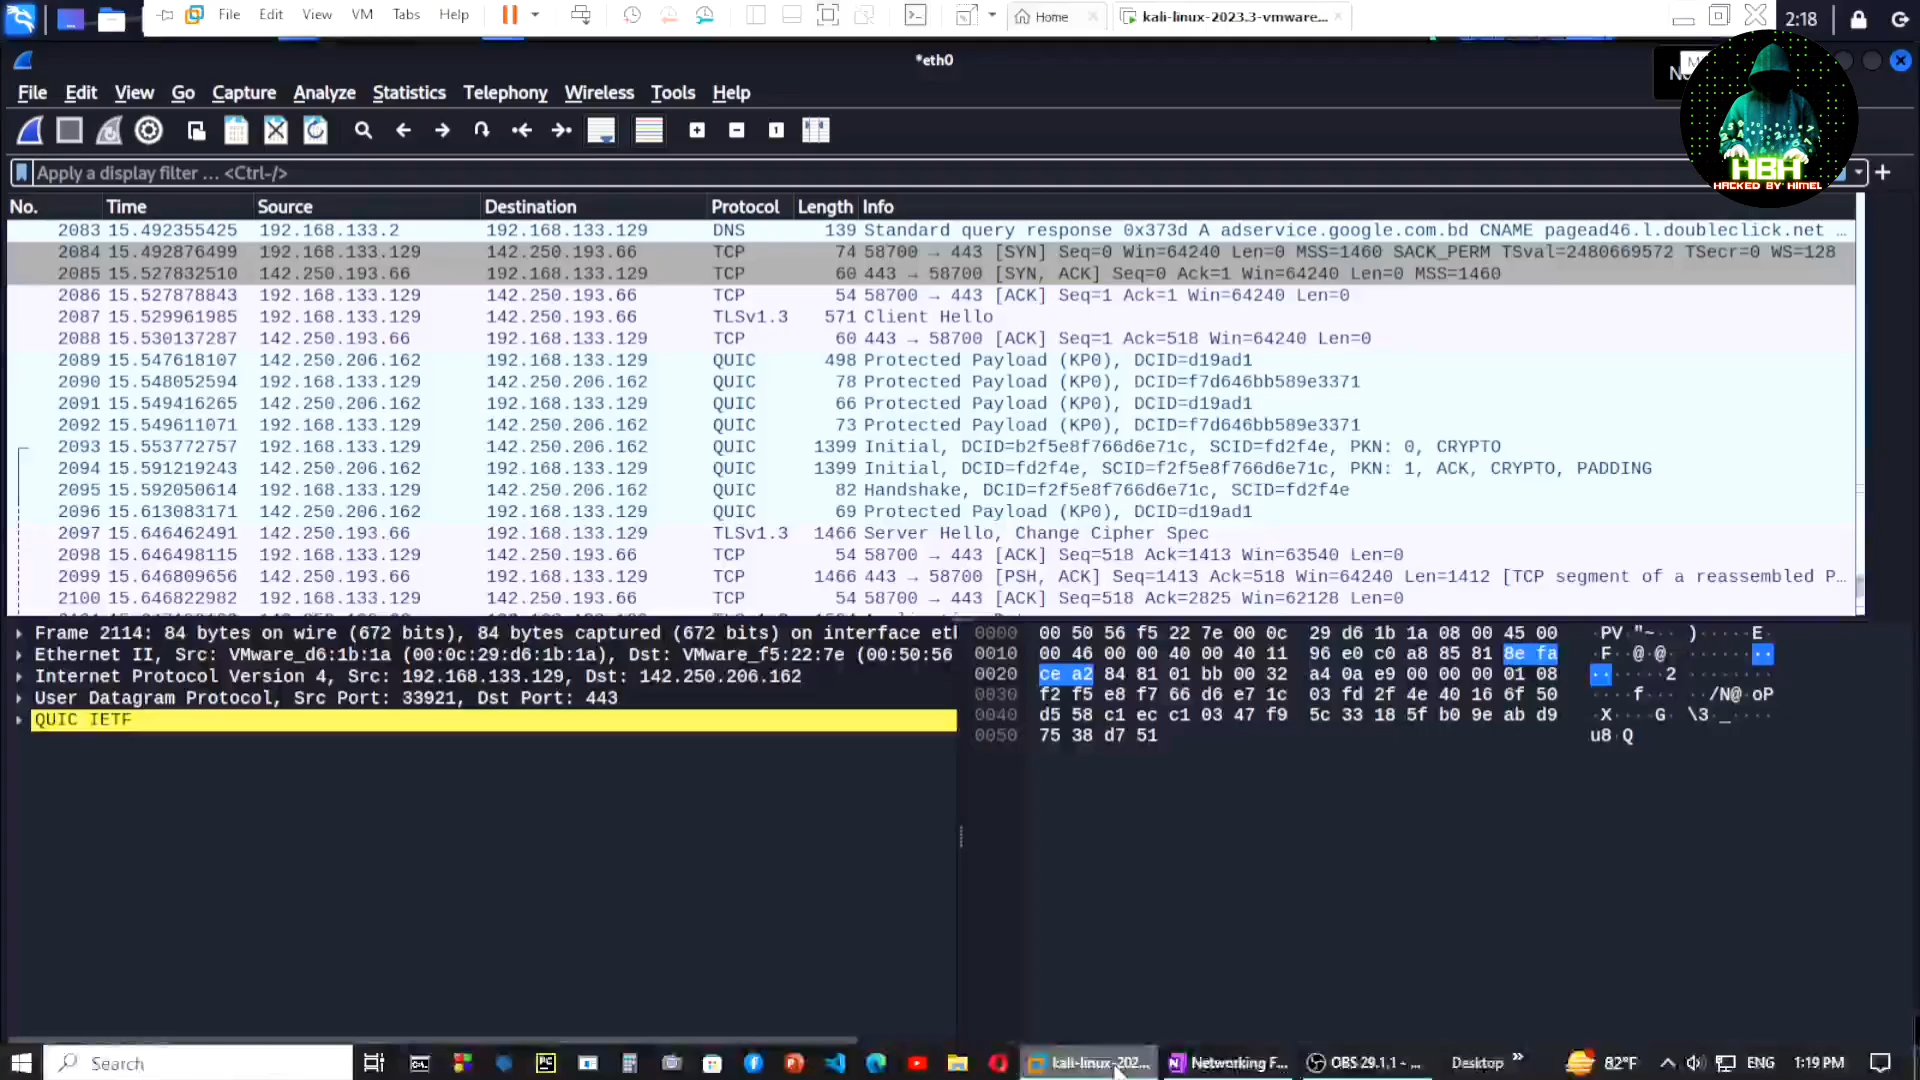 File Edit View VM Tabs Help Home kali-linux-2023.3-vmware... 2:18
*eth0
File Edit View Go Capture Analyze Statistics Telephony Wireless Tools Help
Apply a display filter ... <Ctrl-/>
HBH
HACKED BY HIMEL
No. Time Source Destination Protocol Length Info
2083 15.492355425 192.168.133.2 192.168.133.129 DNS 139 Standard query response 0x373d A adservice.google.com.bd CNAME pagead46.l.doubleclick.net …
2084 15.492876499 192.168.133.129 142.250.193.66 TCP 74 58700 → 443 [SYN] Seq=0 Win=64240 Len=0 MSS=1460 SACK_PERM TSval=2480669572 TSecr=0 WS=128
2085 15.527832510 142.250.193.66 192.168.133.129 TCP 60 443 → 58700 [SYN, ACK] Seq=0 Ack=1 Win=64240 Len=0 MSS=1460
2086 15.527878843 192.168.133.129 142.250.193.66 TCP 54 58700 → 443 [ACK] Seq=1 Ack=1 Win=64240 Len=0
2087 15.529961985 192.168.133.129 142.250.193.66 TLSv1.3 571 Client Hello
2088 15.530137287 142.250.193.66 192.168.133.129 TCP 60 443 → 58700 [ACK] Seq=1 Ack=518 Win=64240 Len=0
2089 15.547618107 142.250.206.162 192.168.133.129 QUIC 498 Protected Payload (KP0), DCID=d19ad1
2090 15.548052594 192.168.133.129 142.250.206.162 QUIC 78 Protected Payload (KP0), DCID=f7d646bb589e3371
2091 15.549416265 142.250.206.162 192.168.133.129 QUIC 66 Protected Payload (KP0), DCID=d19ad1
2092 15.549611071 192.168.133.129 142.250.206.162 QUIC 73 Protected Payload (KP0), DCID=f7d646bb589e3371
2093 15.553772757 192.168.133.129 142.250.206.162 QUIC 1399 Initial, DCID=b2f5e8f766d6e71c, SCID=fd2f4e, PKN: 0, CRYPTO
2094 15.591219243 142.250.206.162 192.168.133.129 QUIC 1399 Initial, DCID=fd2f4e, SCID=f2f5e8f766d6e71c, PKN: 1, ACK, CRYPTO, PADDING
2095 15.592050614 192.168.133.129 142.250.206.162 QUIC 82 Handshake, DCID=f2f5e8f766d6e71c, SCID=fd2f4e
2096 15.613083171 142.250.206.162 192.168.133.129 QUIC 69 Protected Payload (KP0), DCID=d19ad1
2097 15.646462491 142.250.193.66 192.168.133.129 TLSv1.3 1466 Server Hello, Change Cipher Spec
2098 15.646498115 192.168.133.129 142.250.193.66 TCP 54 58700 → 443 [ACK] Seq=518 Ack=1413 Win=63540 Len=0
2099 15.646809656 142.250.193.66 192.168.133.129 TCP 1466 443 → 58700 [PSH, ACK] Seq=1413 Ack=518 Win=64240 Len=1412 [TCP segment of a reassembled P…
2100 15.646822982 192.168.133.129 142.250.193.66 TCP 54 58700 → 443 [ACK] Seq=518 Ack=2825 Win=62128 Len=0
Frame 2114: 84 bytes on wire (672 bits), 84 bytes captured (672 bits) on interface etl
Ethernet II, Src: VMware_d6:1b:1a (00:0c:29:d6:1b:1a), Dst: VMware_f5:22:7e (00:50:56
Internet Protocol Version 4, Src: 192.168.133.129, Dst: 142.250.206.162
User Datagram Protocol, Src Port: 33921, Dst Port: 443
QUIC IETF
0000 00 50 56 f5 22 7e 00 0c 29 d6 1b 1a 08 00 45 00 ·PV·"~··)·····E·
0010 00 46 00 00 40 00 40 11 96 e0 c0 a8 85 81 8e fa ·F··@·@·········
0020 ce a2 84 81 01 bb 00 32 a4 0a e9 00 00 00 01 08 ·······2········
0030 f2 f5 e8 f7 66 d6 e7 1c 03 fd 2f 4e 40 16 6f 50 ····f·····/N@·oP
0040 d5 58 c1 ec c1 03 47 f9 5c 33 18 5f b0 9e ab d9 ·X····G·\3·_····
0050 75 38 d7 51 u8·Q
Search kali-linux-202... Networking F... OBS 29.1.1 - ... Desktop 82°F ENG 1:19 PM